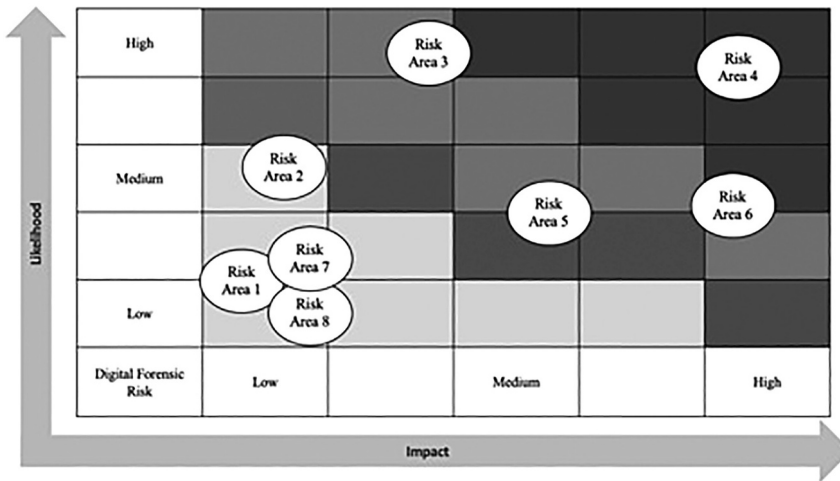 High
Risk
Area 3
Risk
Area 4
Risk
Area 2
Medium
Risk
Area 5
Risk
Area 6
Likelihood
Risk
Area 7
Risk
Area 1
Risk
Area 8
Low
Digital Forensic
Risk
Low
Medium
High
Impact